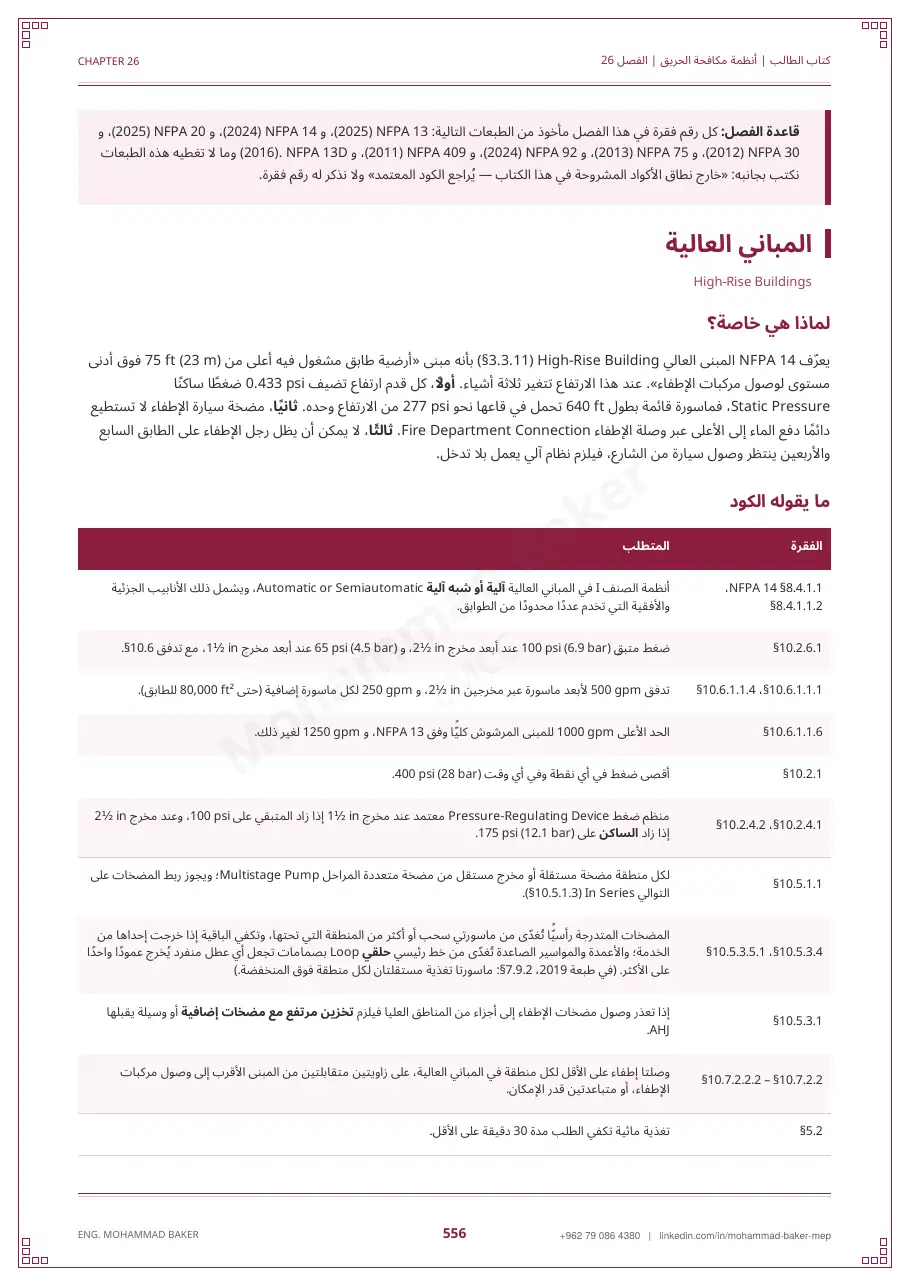 كتاب الطالب | أنظمة مكافحة الحريق | الفصل 26
CHAPTER 26
قاعدة الفصل: كل رقم فقرة في هذا الفصل مأخوذ من الطبعات التالية: NFPA 13 (2025)، و NFPA 14 (2024)، و NFPA 20 (2025)، و
NFPA 30 (2012)، و NFPA 75 (2013)، و NFPA 92 (2024)، و NFPA 409 (2011)، و NFPA 13D (2016). وما لا تغطيه هذه الطبعات
نكتب بجانبه: «خارج نطاق الأكواد المشروحة في هذا الكتاب — يُراجع الكود المعتمد» ولا نذكر له رقم فقرة.
المباني العالية
High-Rise Buildings
لماذا هي خاصة؟
يعرّف NFPA 14 المبنى العالي High-Rise Building (§3.3.11) بأنه مبنى «أرضية طابق مشغول فيه أعلى من 75 ft (23 m) فوق أدنى
مستوى لوصول مركبات الإطفاء». عند هذا الارتفاع تتغير ثلاثة أشياء. أولًا، كل قدم ارتفاع تضيف 0.433 psi ضغطًا ساكنًا
Static Pressure، فماسورة قائمة بطول 640 ft تحمل في قاعها نحو 277 psi من الارتفاع وحده. ثانيًا، مضخة سيارة الإطفاء لا تستطيع
دائمًا دفع الماء إلى الأعلى عبر وصلة الإطفاء Fire Department Connection. ثالثًا، لا يمكن أن يظل رجل الإطفاء على الطابق السابع
والأربعين ينتظر وصول سيارة من الشارع، فيلزم نظام آلي يعمل بلا تدخل.
ما يقوله الكود
الفقرة المتطلب
NFPA 14 §8.4.1.1، أنظمة الصنف I في المباني العالية آلية أو شبه آلية Automatic or Semiautomatic، ويشمل ذلك الأنابيب الجزئية
§8.4.1.1.2 والأفقية التي تخدم عددًا محدودًا من الطوابق.
§10.2.6.1 ضغط متبقٍ 100 psi (6.9 bar) عند أبعد مخرج 2½ in، و 65 psi (4.5 bar) عند أبعد مخرج 1½ in، مع تدفق §10.6.
§10.6.1.1.1، §10.6.1.1.4 تدفق 500 gpm لأبعد ماسورة عبر مخرجين 2½ in، و 250 gpm لكل ماسورة إضافية (حتى 80,000 ft² للطابق).
§10.6.1.1.6 الحد الأعلى 1000 gpm للمبنى المرشوش كليًّا وفق NFPA 13، و 1250 gpm لغير ذلك.
§10.2.1 أقصى ضغط في أي نقطة وفي أي وقت 400 psi (28 bar).
§10.2.4.1، §10.2.4.2 منظم ضغط Pressure-Regulating Device معتمد عند مخرج 1½ in إذا زاد المتبقي على 100 psi، وعند مخرج 2½ in
إذا زاد الساكن على 175 psi (12.1 bar).
§10.5.1.1 لكل منطقة مضخة مستقلة أو مخرج مستقل من مضخة متعددة المراحل Multistage Pump؛ ويجوز ربط المضخات على
التوالي In Series (§10.5.1.3).
§10.5.3.4، §10.5.3.5.1 المضخات المتدرجة رأسيًّا تُغذّى من ماسورتي سحب أو أكثر من المنطقة التي تحتها، وتكفي الباقية إذا خرجت إحداها من
الخدمة؛ والأعمدة والمواسير الصاعدة تُغذّى من خط رئيسي حلقي Loop بصمامات تجعل أي عطل منفرد يُخرج عمودًا واحدًا
على الأكثر. (في طبعة 2019، §7.9.2: ماسورتا تغذية مستقلتان لكل منطقة فوق المنخفضة.)
§10.5.3.1 إذا تعذر وصول مضخات الإطفاء إلى أجزاء من المناطق العليا فيلزم تخزين مرتفع مع مضخات إضافية أو وسيلة يقبلها
AHJ.
§10.7.2.2 – §10.7.2.2.2 وصلتا إطفاء على الأقل لكل منطقة في المباني العالية، على زاويتين متقابلتين من المبنى الأقرب إلى وصول مركبات
الإطفاء، أو متباعدتين قدر الإمكان.
§5.2 تغذية مائية تكفي الطلب مدة 30 دقيقة على الأقل.
ENG. MOHAMMAD BAKER
556
+962 79 086 4380 | linkedin.com/in/mohammad-baker-mep
Mohammad Baker